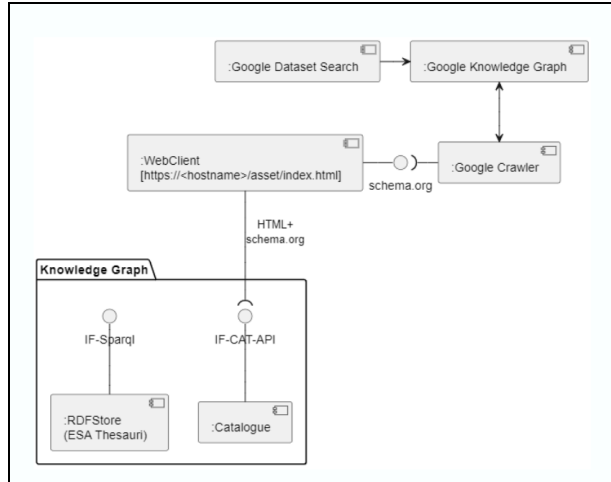 :Google Dataset Search
:Google Knowledge Graph
:WebClient
[https://<hostname>/asset/index.html]
:Google Crawler
schema.org
HTML+
schema.org
Knowledge Graph
IF-Sparql
IF-CAT-API
:RDFStore
(ESA Thesauri)
:Catalogue